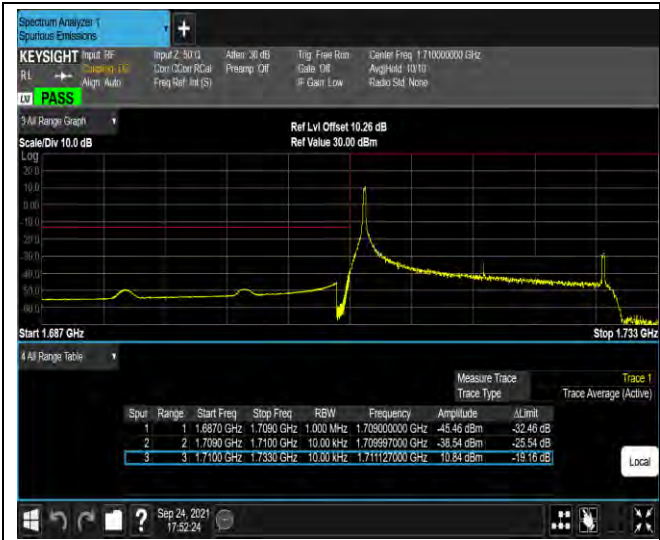 Spectrum Analyzer 1
Spurious Emissions
+
KEYSIGHT Input: RF Input Z: 50 Ω Atten: 30 dB Trig: Free Run Center Freq: 1.710000000 GHz
RL Coupling: DC Corr CCorr RCal Preamp: Off Gate: Off Avg|Hold: 10/10
Align: Auto Freq Ref: Int (S) IF Gain: Low Radio Std: None
PASS
3 All Range Graph
Ref Lvl Offset 10.26 dB
Scale/Div 10.0 dB Ref Value 30.00 dBm
Log
20.0
10.0
0.00
-10.0
-20.0
-30.0
-40.0
-50.0
-60.0
Start 1.687 GHz Stop 1.733 GHz
4 All Range Table
Measure Trace Trace 1
Trace Type Trace Average (Active)
Spur Range Start Freq Stop Freq RBW Frequency Amplitude ΔLimit
1 1 1.6870 GHz 1.7090 GHz 1.000 MHz 1.709000000 GHz -45.46 dBm -32.46 dB
2 2 1.7090 GHz 1.7100 GHz 10.00 kHz 1.709997000 GHz -38.54 dBm -25.54 dB
3 3 1.7100 GHz 1.7330 GHz 10.00 kHz 1.711127000 GHz 10.84 dBm -19.16 dB
Local
? Sep 24, 2021
17:52:24